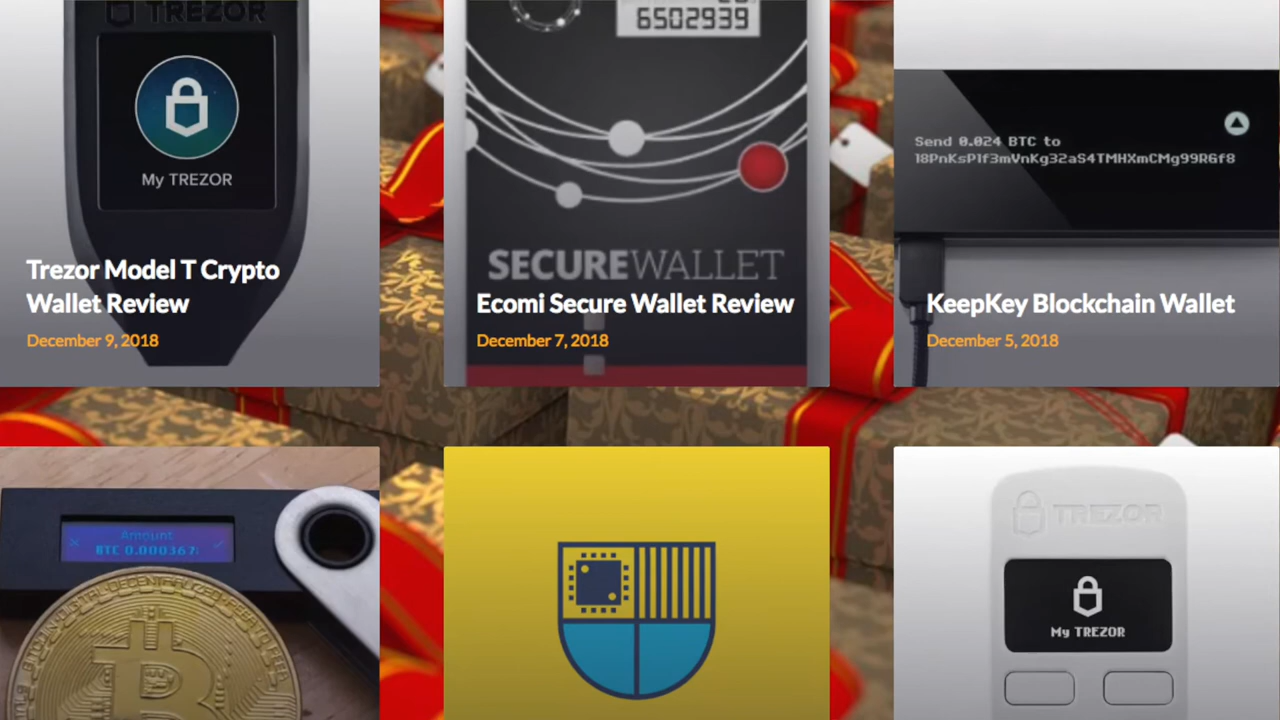 TREZOR
My TREZOR
Trezor Model T Crypto
Wallet Review
December 9, 2018
6502939
SECUREWALLET
Ecomi Secure Wallet Review
December 7, 2018
Send 0.024 BTC to
18PnKsP1f3mVnKg32aS4TMHXmCMg99RGf8
KeepKey Blockchain Wallet
December 5, 2018
Amount
BTC 0.000367
DECENTRALIZED
TREZOR
My TREZOR